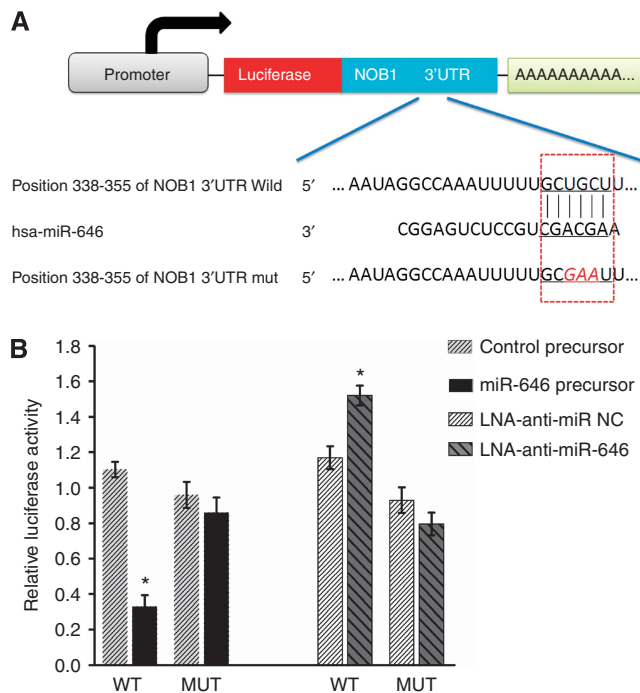 A
Promoter
Luciferase
NOB1 3′UTR
AAAAAAAAAA...
Position 338-355 of NOB1 3′UTR Wild 5′ ... AAUAGGCCAAAUUUUUGCUGCUU...
hsa-miR-646 3′ CGGAGUCUCCGUCGACGAA
Position 338-355 of NOB1 3′UTR mut 5′ ... AAUAGGCCAAAUUUUUGCGAAUU...
B
Relative luciferase activity
1.8
1.6
1.4
1.2
1.0
0.8
0.6
0.4
0.2
0.0
*
*
WT
MUT
WT
MUT
Control precursor
miR-646 precursor
LNA-anti-miR NC
LNA-anti-miR-646